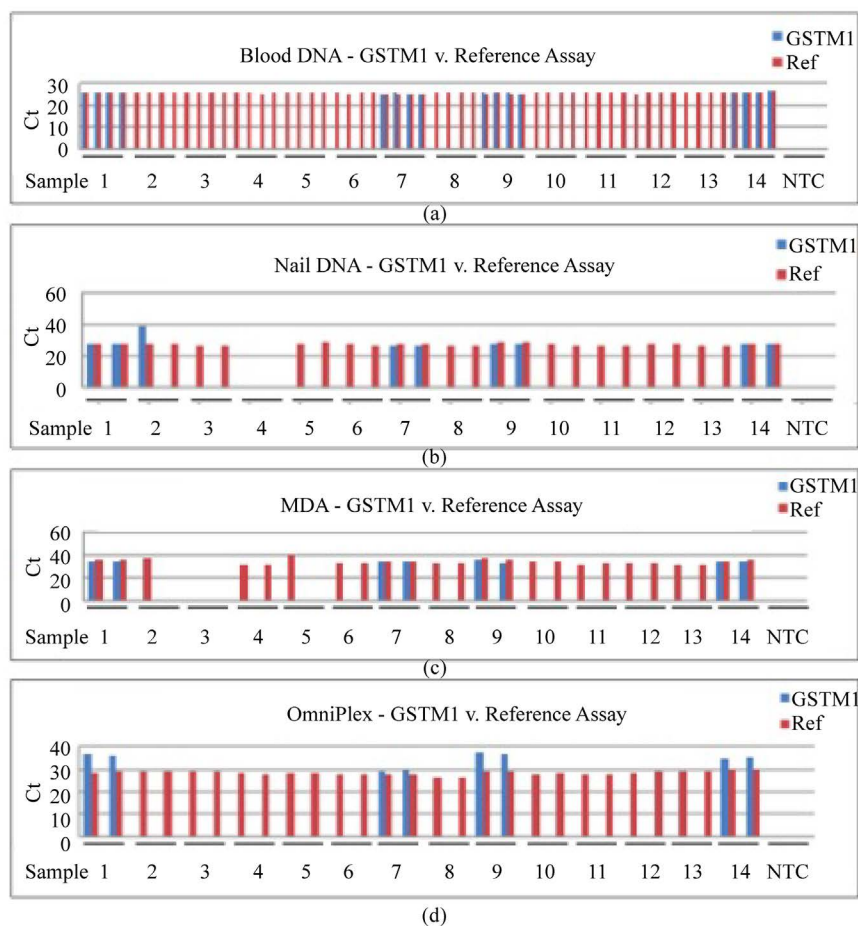 Blood DNA - GSTM1 v. Reference Assay
GSTM1
Ref
Ct
30
20
10
0
Sample 1 2 3 4 5 6 7 8 9 10 11 12 13 14 NTC
(a)
Nail DNA - GSTM1 v. Reference Assay
GSTM1
Ref
Ct
60
40
20
0
Sample 1 2 3 4 5 6 7 8 9 10 11 12 13 14 NTC
(b)
MDA - GSTM1 v. Reference Assay
GSTM1
Ref
Ct
60
40
20
0
Sample 1 2 3 4 5 6 7 8 9 10 11 12 13 14 NTC
(c)
OmniPlex - GSTM1 v. Reference Assay
GSTM1
Ref
Ct
40
30
20
10
0
Sample 1 2 3 4 5 6 7 8 9 10 11 12 13 14 NTC
(d)